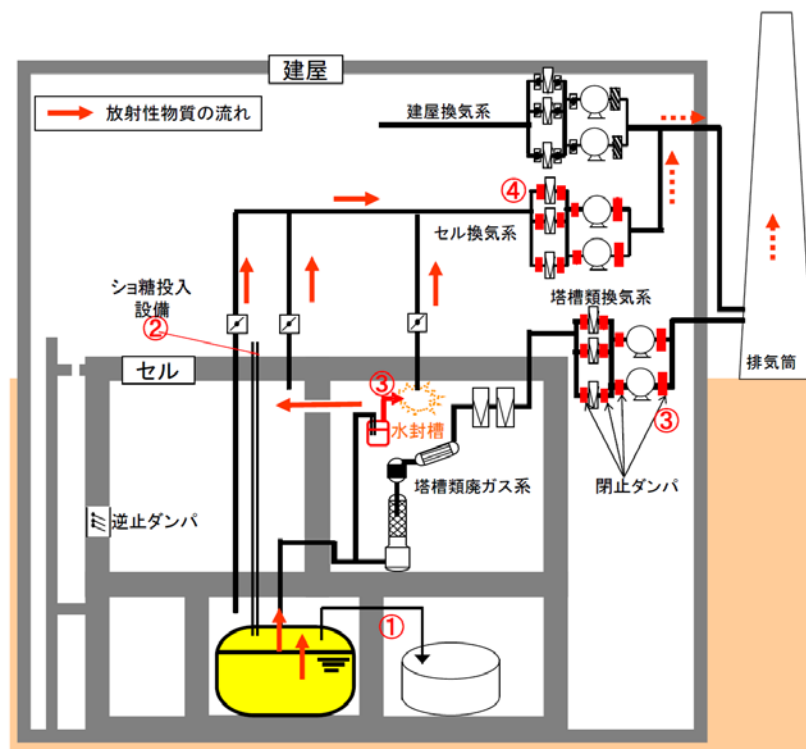 建屋
放射性物質の流れ
建屋換気系
④
セル換気系
ショ糖投入
設備
②
塔槽類換気系
排気筒
セル
③
水封槽
③
塔槽類廃ガス系
閉止ダンパ
逆止ダンパ
①